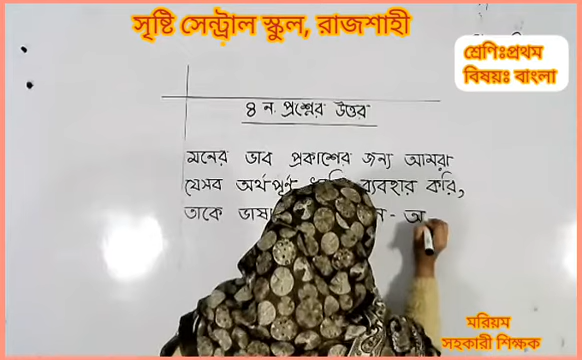 সৃষ্টি সেন্ট্রাল স্কুল, রাজশাহী
শ্রেণিঃপ্রথম
বিষয়ঃ বাংলা
৪ ন. প্রশ্নের উত্তর
মনের ভাব প্রকাশের জন্য আমরা
যেসব অর্থপূর্ণ ব্যবহার করি,
তাকে ভাষা - অ
মরিয়ম
সহকারী শিক্ষক